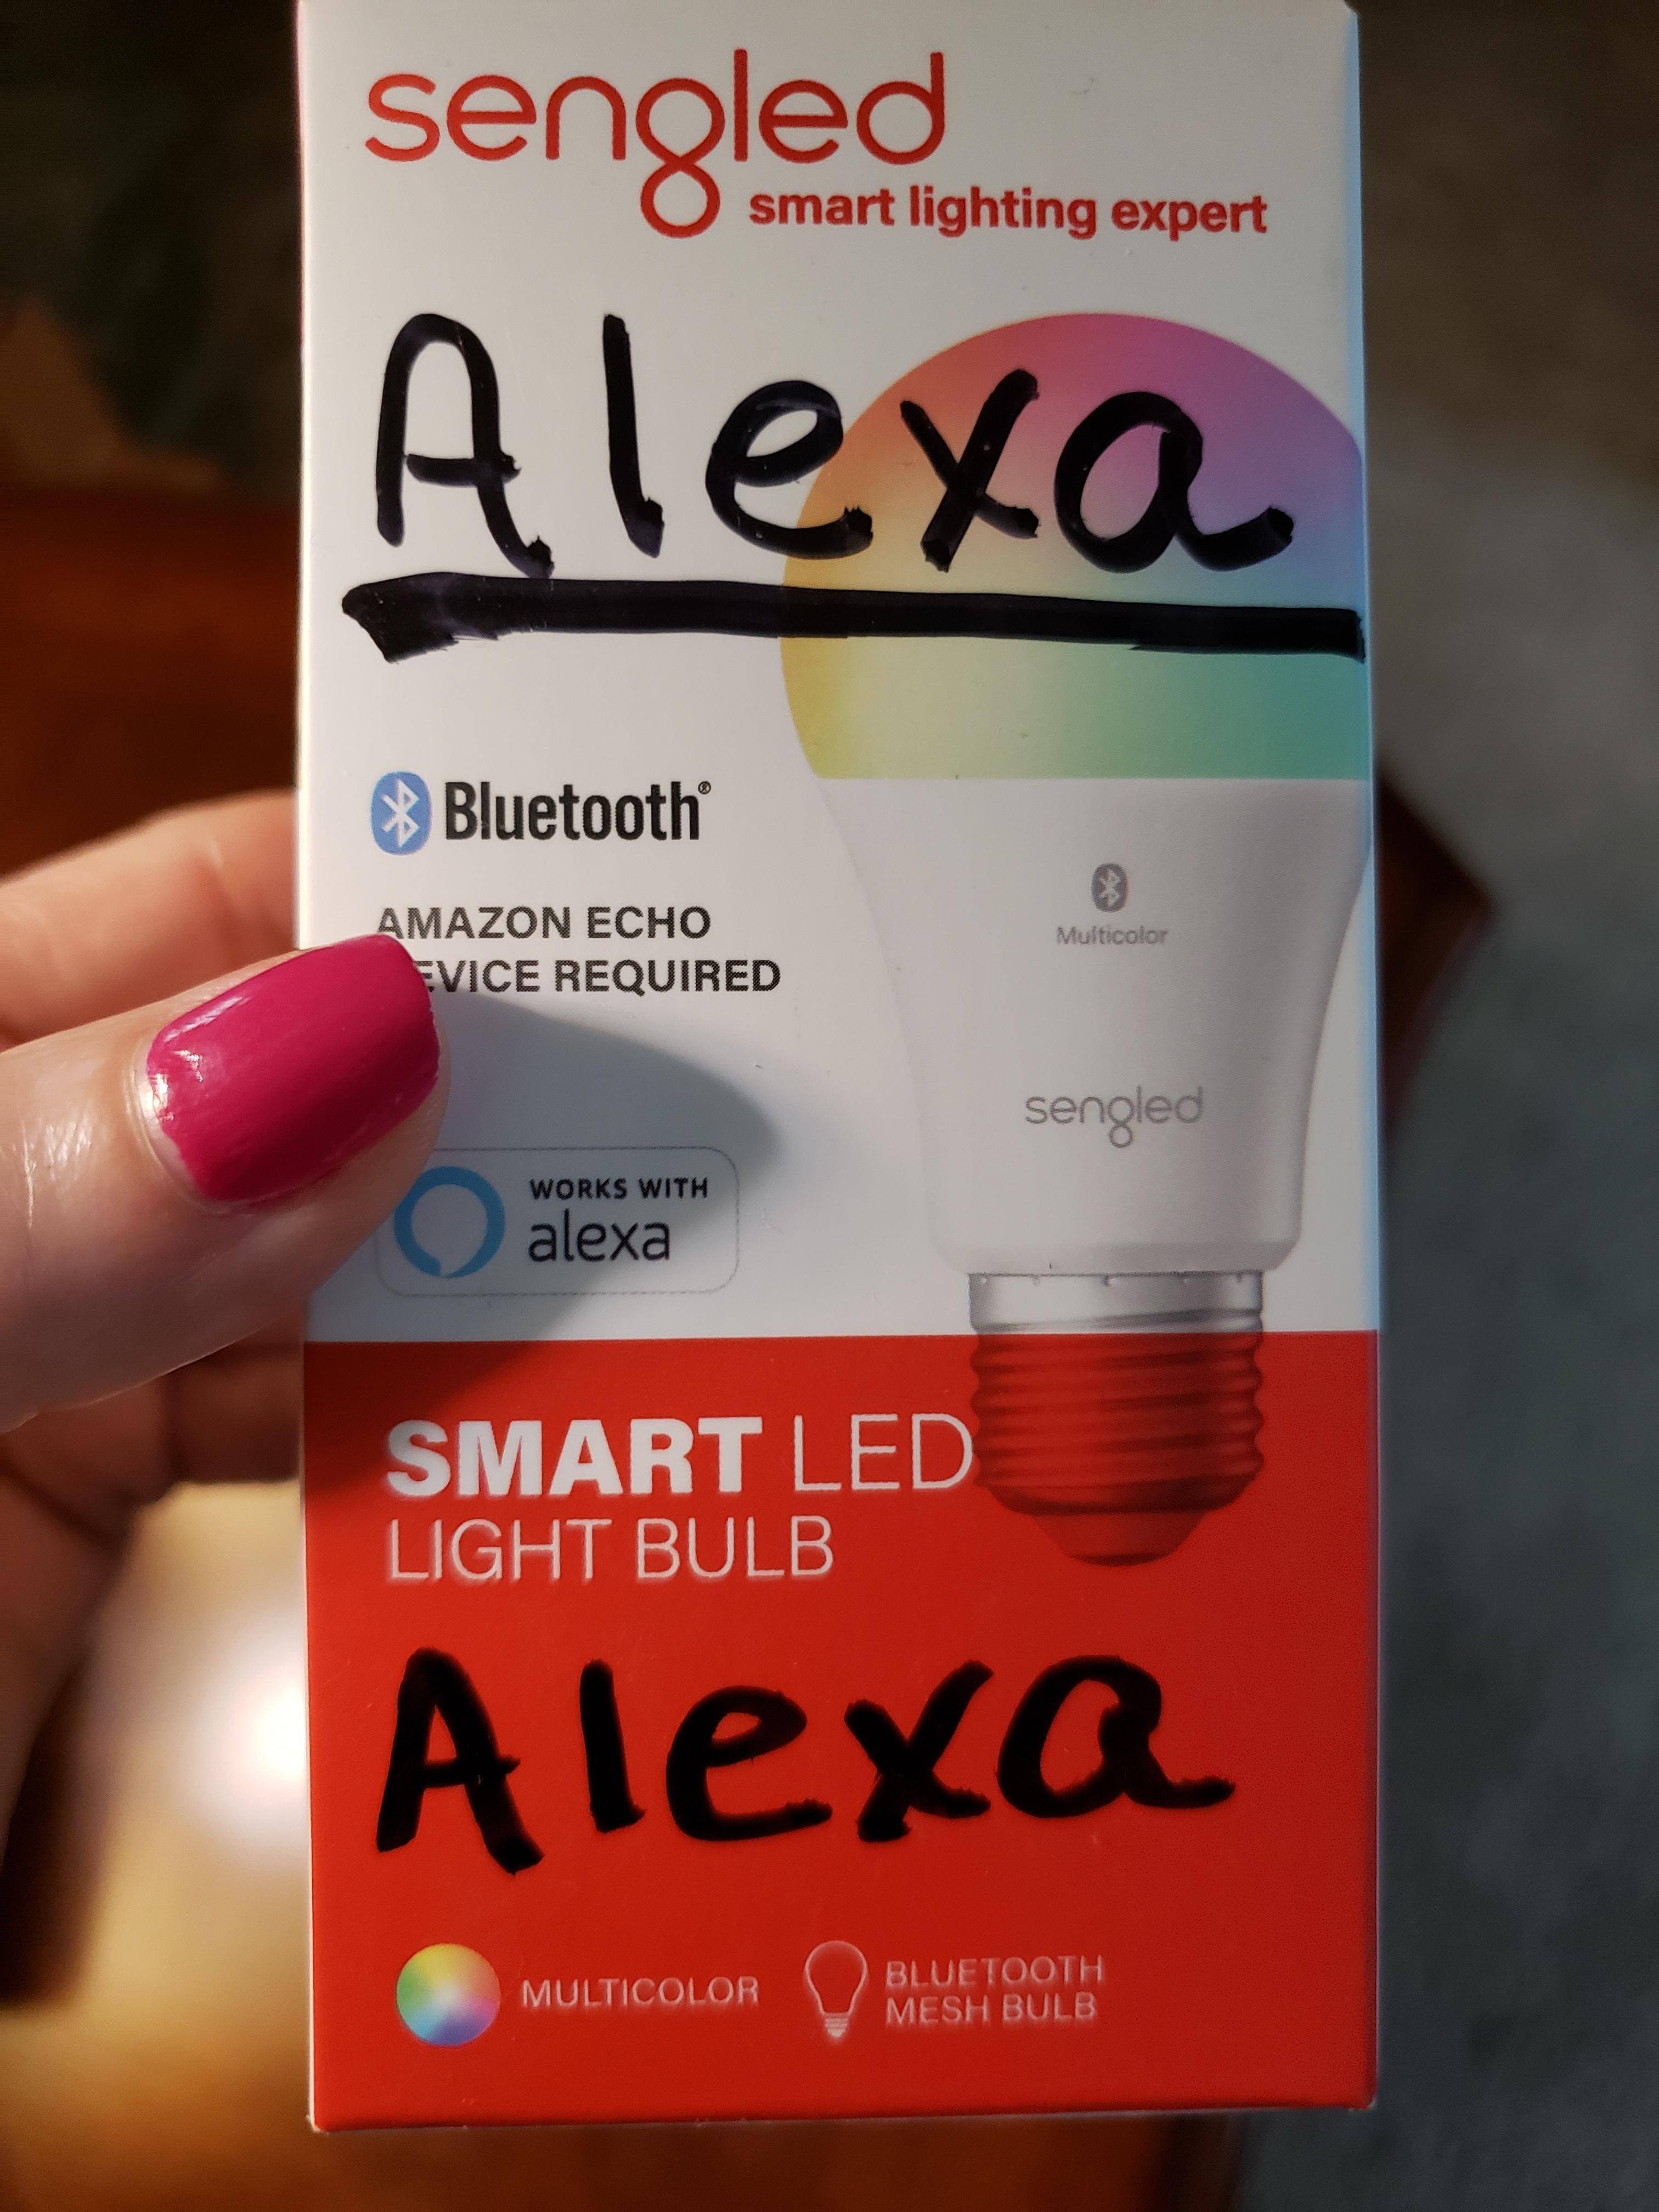 sengled
smart lighting expert
Alexa
Bluetooth®
AMAZON ECHO
EVICE REQUIRED
Multicolor
sengled
WORKS WITH
alexa
SMART LED
LIGHT BULB
Alexa
MULTICOLOR
BLUETOOTH
MESH BULB